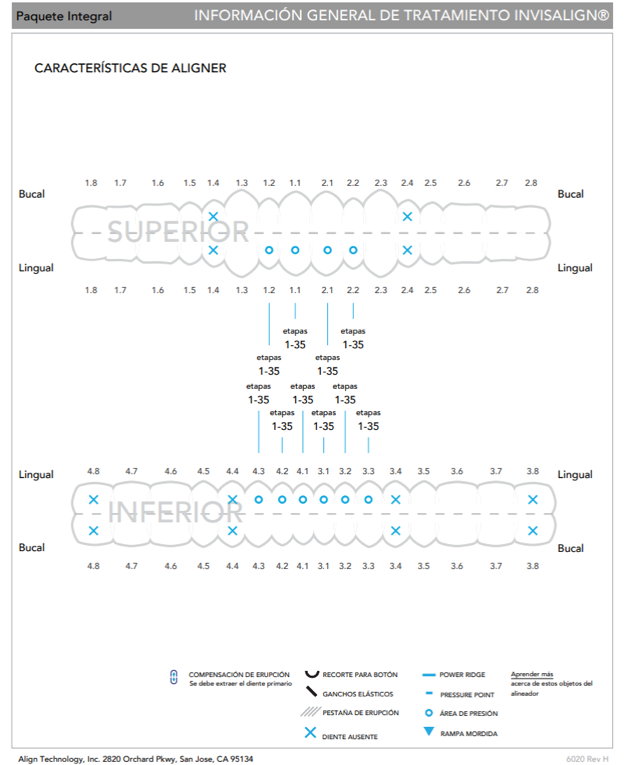 Paquete Integral INFORMACIÓN GENERAL DE TRATAMIENTO INVISALIGN®
CARACTERÍSTICAS DE ALIGNER
1.8 1.7 1.6 1.5 1.4 1.3 1.2 1.1 2.1 2.2 2.3 2.4 2.5 2.6 2.7 2.8
Bucal Bucal
SUPERIOR
Lingual Lingual
1.8 1.7 1.6 1.5 1.4 1.3 1.2 1.1 2.1 2.2 2.3 2.4 2.5 2.6 2.7 2.8
etapas etapas
1-35 1-35
etapas etapas
1-35 1-35
etapas etapas etapas
1-35 1-35 1-35
etapas etapas etapas
1-35 1-35 1-35
Lingual 4.8 4.7 4.6 4.5 4.4 4.3 4.2 4.1 3.1 3.2 3.3 3.4 3.5 3.6 3.7 3.8 Lingual
INFERIOR
Bucal Bucal
4.8 4.7 4.6 4.5 4.4 4.3 4.2 4.1 3.1 3.2 3.3 3.4 3.5 3.6 3.7 3.8
COMPENSACIÓN DE ERUPCIÓN
Se debe extraer el diente primario
RECORTE PARA BOTÓN
GANCHOS ELÁSTICOS
PESTAÑA DE ERUPCIÓN
DIENTE AUSENTE
POWER RIDGE
PRESSURE POINT
ÁREA DE PRESIÓN
RAMPA MORDIDA
Aprender más
acerca de estos objetos del
alineador
Align Technology, Inc. 2820 Orchard Pkwy, San Jose, CA 95134 6020 Rev H